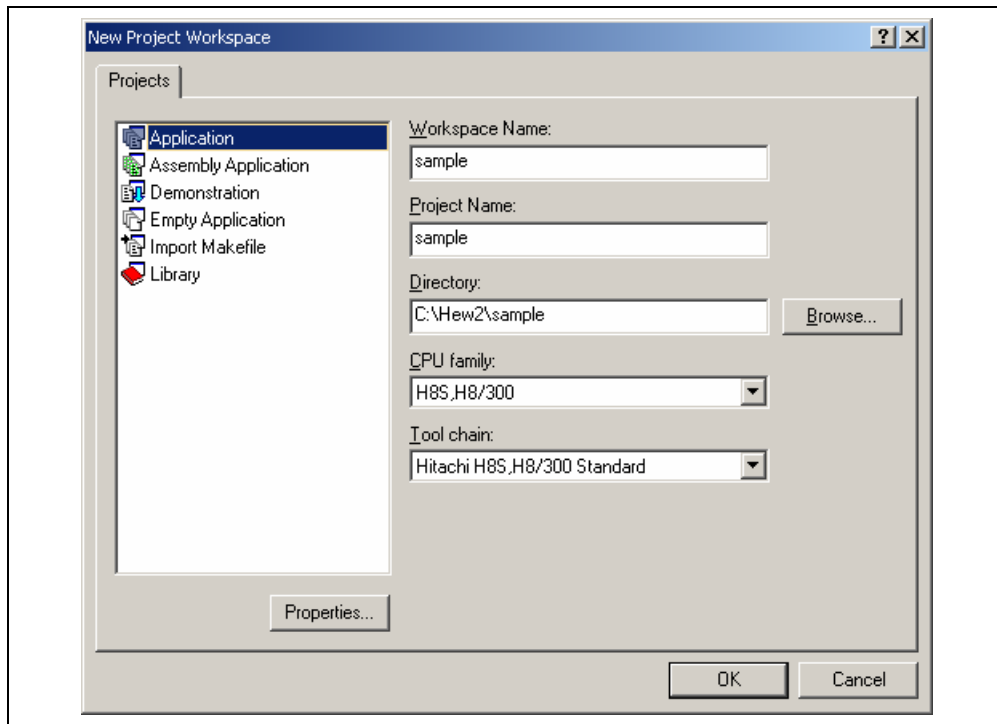 New Project Workspace
Projects
Application
Assembly Application
Demonstration
Empty Application
Import Makefile
Library
Properties...
Workspace Name:
sample
Project Name:
sample
Directory:
C:\Hew2\sample
Browse...
CPU family:
H8S,H8/300
Tool chain:
Hitachi H8S,H8/300 Standard
OK
Cancel